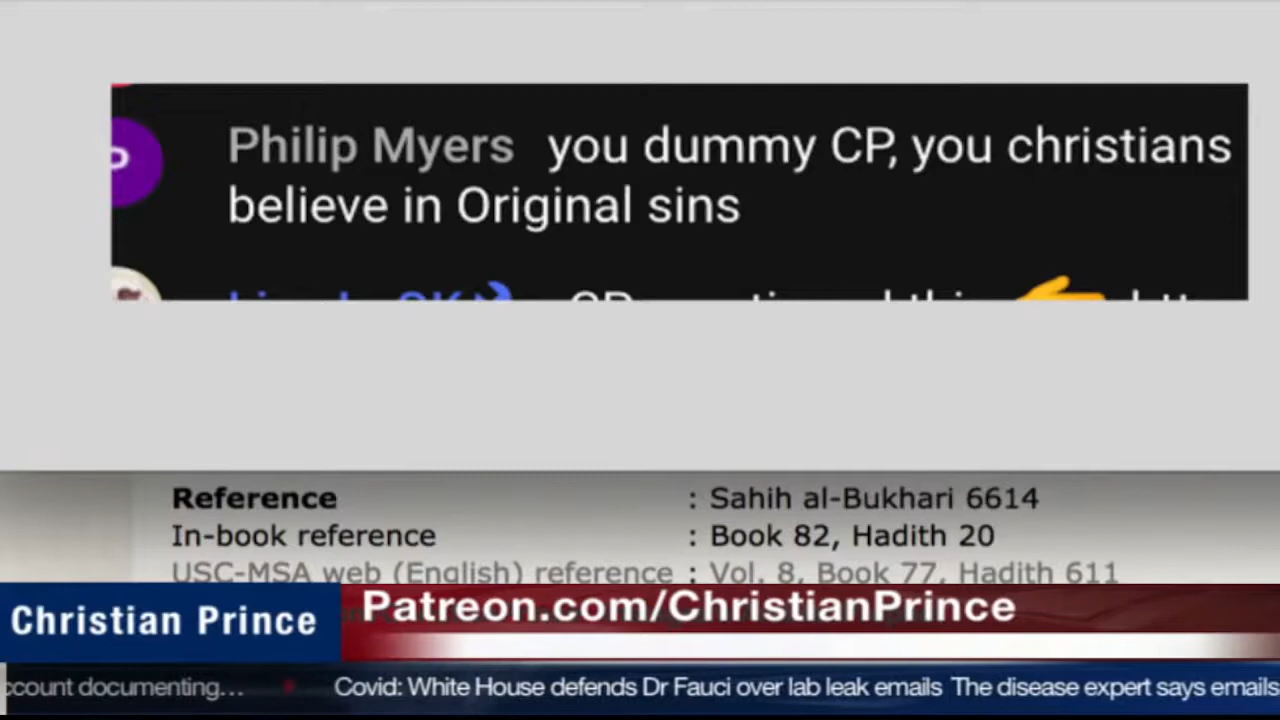 P
Philip Myers you dummy CP, you christians
believe in Original sins
Reference : Sahih al-Bukhari 6614
In-book reference : Book 82, Hadith 20
USC-MSA web (English) reference : Vol. 8, Book 77, Hadith 611
Christian Prince
Patreon.com/ChristianPrince
ccount documenting... Covid: White House defends Dr Fauci over lab leak emails The disease expert says emails